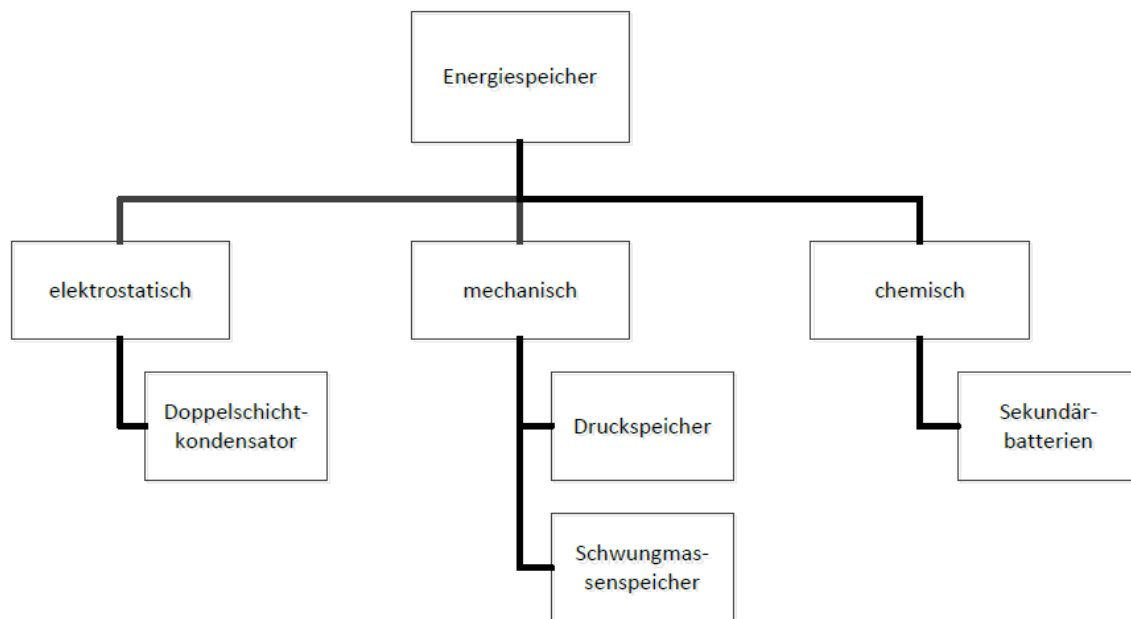 Energiespeicher
elektrostatisch
mechanisch
chemisch
Doppelschicht-
kondensator
Druckspeicher
Sekundär-
batterien
Schwungmas-
senspeicher